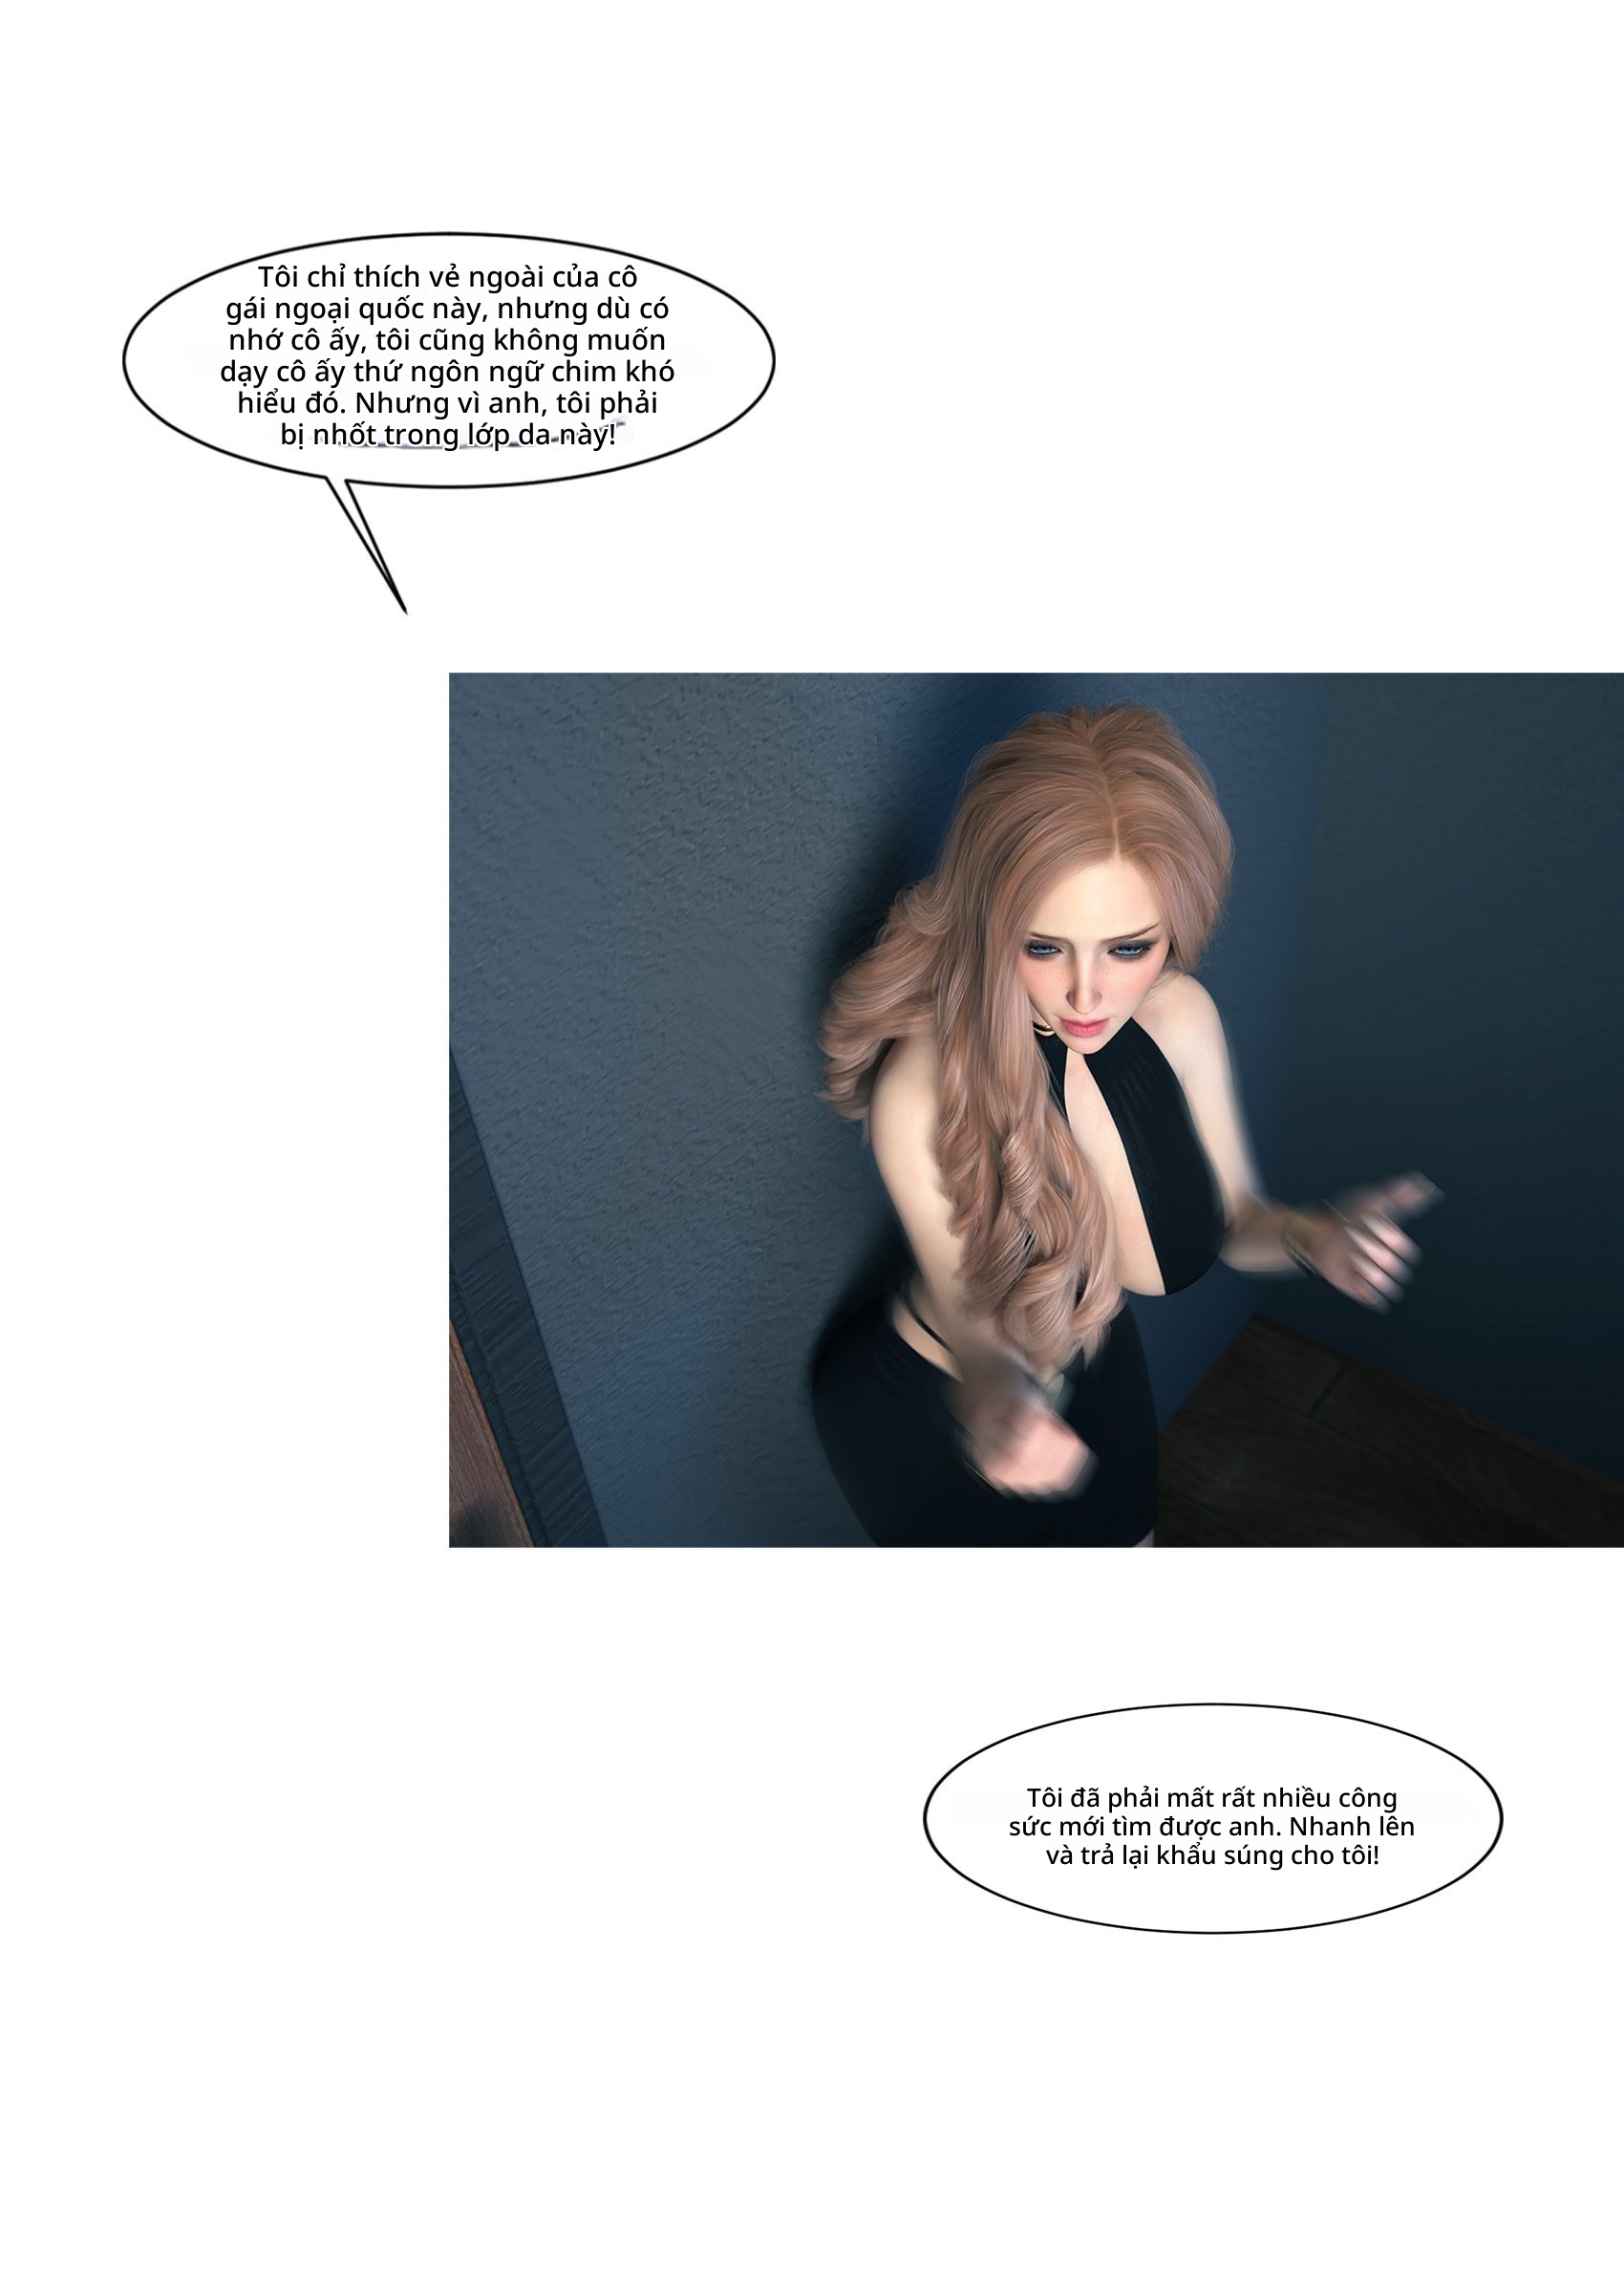 Tôi chỉ thích vẻ ngoài của cô
gái ngoại quốc này, nhưng dù có
nhớ cô ấy, tôi cũng không muốn
dạy cô ấy thứ ngôn ngữ chim khó
hiểu đó. Nhưng vì anh, tôi phải
bị nhốt trong lớp da này!
Tôi đã phải mất rất nhiều công
sức mới tìm được anh. Nhanh lên
và trả lại khẩu súng cho tôi!